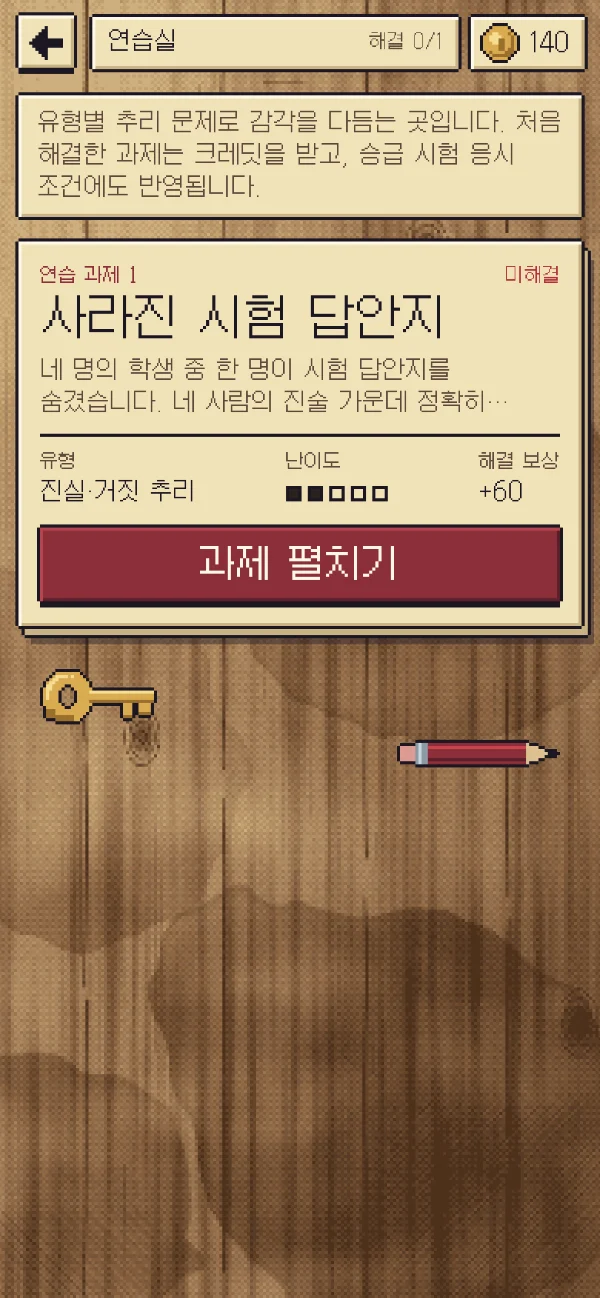 연습실
해결 0/1
140
유형별 추리 문제로 감각을 다듬는 곳입니다. 처음
해결한 과제는 크레딧을 받고, 승급 시험 응시
조건에도 반영됩니다.
연습 과제 1
미해결
사라진 시험 답안지
네 명의 학생 중 한 명이 시험 답안지를
숨겼습니다. 네 사람의 진술 가운데 정확히…
유형
난이도
해결 보상
진실·거짓 추리
+60
과제 펼치기